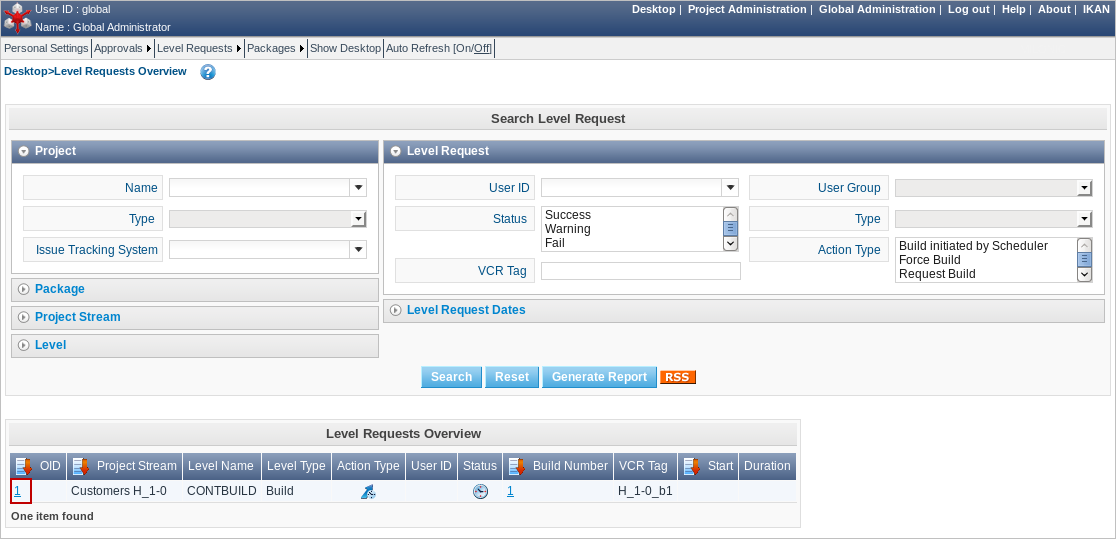 User ID : global
Desktop | Project Administration | Global Administration | Log out | Help | About | IKAN
Name : Global Administrator
Personal Settings Approvals Level Requests Packages Show Desktop Auto Refresh [On/Off]
Desktop>Level Requests Overview ?
Search Level Request
Project
Level Request
Name
User ID
User Group
Type
Status
Success
Warning
Fail
Type
Issue Tracking System
Action Type
Build initiated by Scheduler
Force Build
Request Build
VCR Tag
Package
Project Stream
Level Request Dates
Level
Search Reset Generate Report RSS
Level Requests Overview
OID Project Stream Level Name Level Type Action Type User ID Status Build Number VCR Tag Start Duration
1 Customers H_1-0 CONTBUILD Build 1 H_1-0_b1
One item found